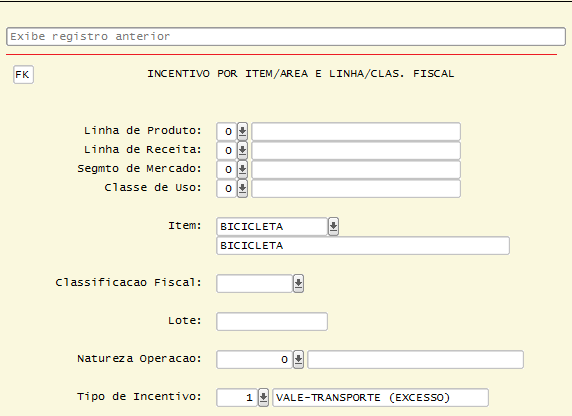 Exibe registro anterior
FK INCENTIVO POR ITEM/AREA E LINHA/CLAS. FISCAL
Linha de Produto: 0
Linha de Receita: 0
Segmto de Mercado: 0
Classe de Uso: 0
Item: BICICLETA
BICICLETA
Classificacao Fiscal:
Lote:
Natureza Operacao: 0
Tipo de Incentivo: 1 VALE-TRANSPORTE (EXCESSO)